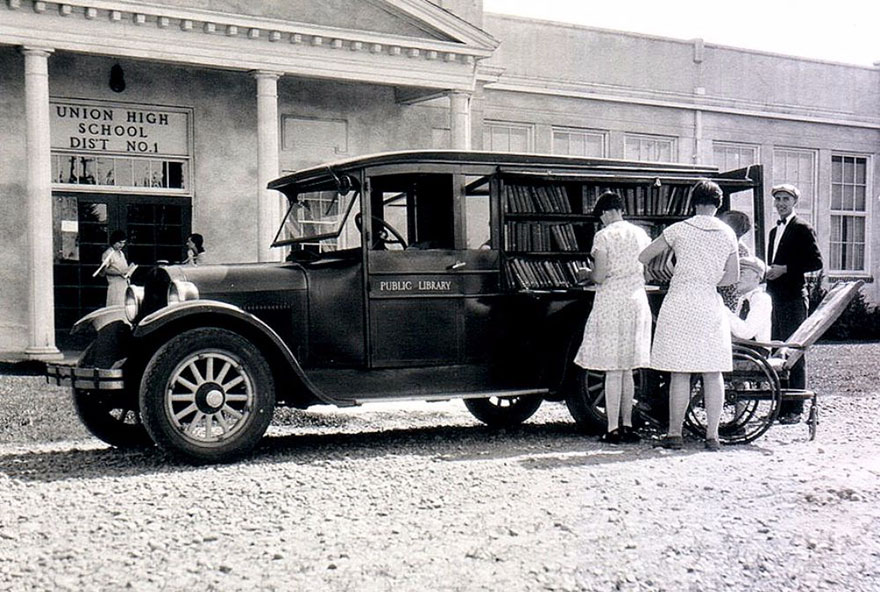 UNION HIGH
SCHOOL
DIST NO.1
PUBLIC LIBRARY